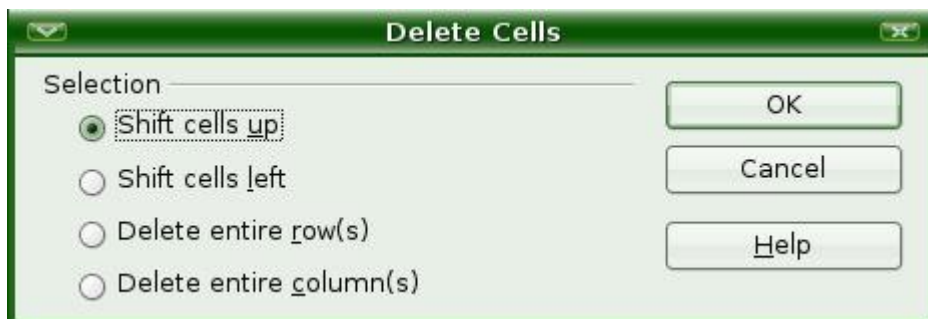 Delete Cells
Selection
Shift cells up
Shift cells left
Delete entire row(s)
Delete entire column(s)
OK
Cancel
Help